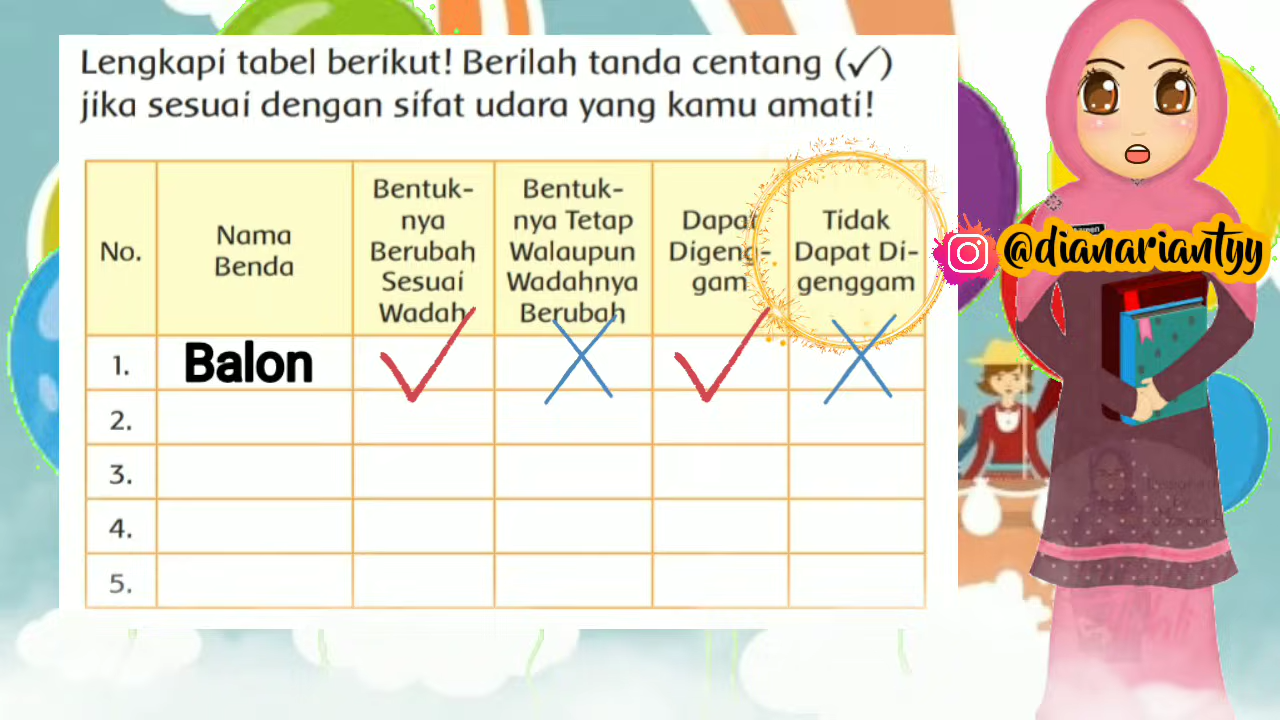 Lengkapi tabel berikut! Berilah tanda centang (✓)
jika sesuai dengan sifat udara yang kamu amati!
No.
Nama
Benda
Bentuk-
nya
Berubah
Sesuai
Wadah
Bentuk-
nya Tetap
Walaupun
Wadahnya
Berubah
Dapat
Digeng-
gam
Tidak
Dapat Di-
genggam
1. Balon ✓ X ✓ X
2.
3.
4.
5.
@dianariantyy